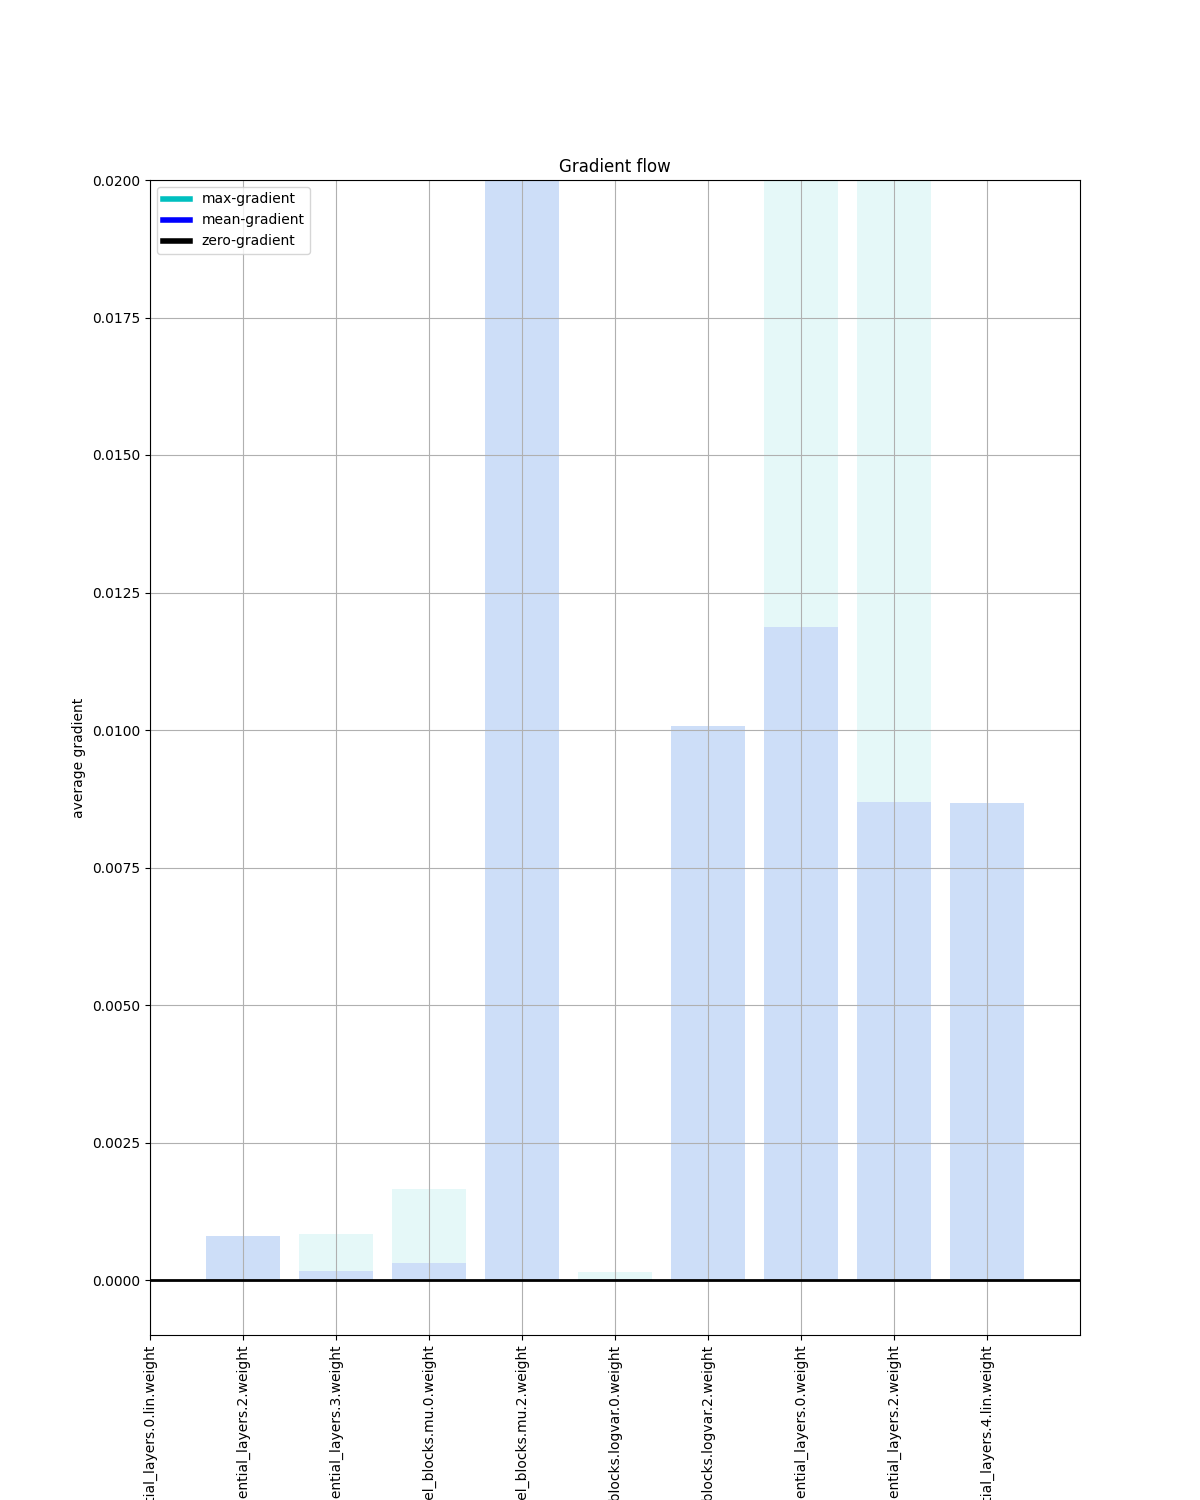 Gradient flow
max-gradient
mean-gradient
zero-gradient
0.0200
0.0175
0.0150
0.0125
0.0100
0.0075
0.0050
0.0025
0.0000
average gradient
tial_layers.0.lin.weight
ential_layers.2.weight
ential_layers.3.weight
el_blocks.mu.0.weight
el_blocks.mu.2.weight
blocks.logvar.0.weight
blocks.logvar.2.weight
ential_layers.0.weight
ential_layers.2.weight
tial_layers.4.lin.weight